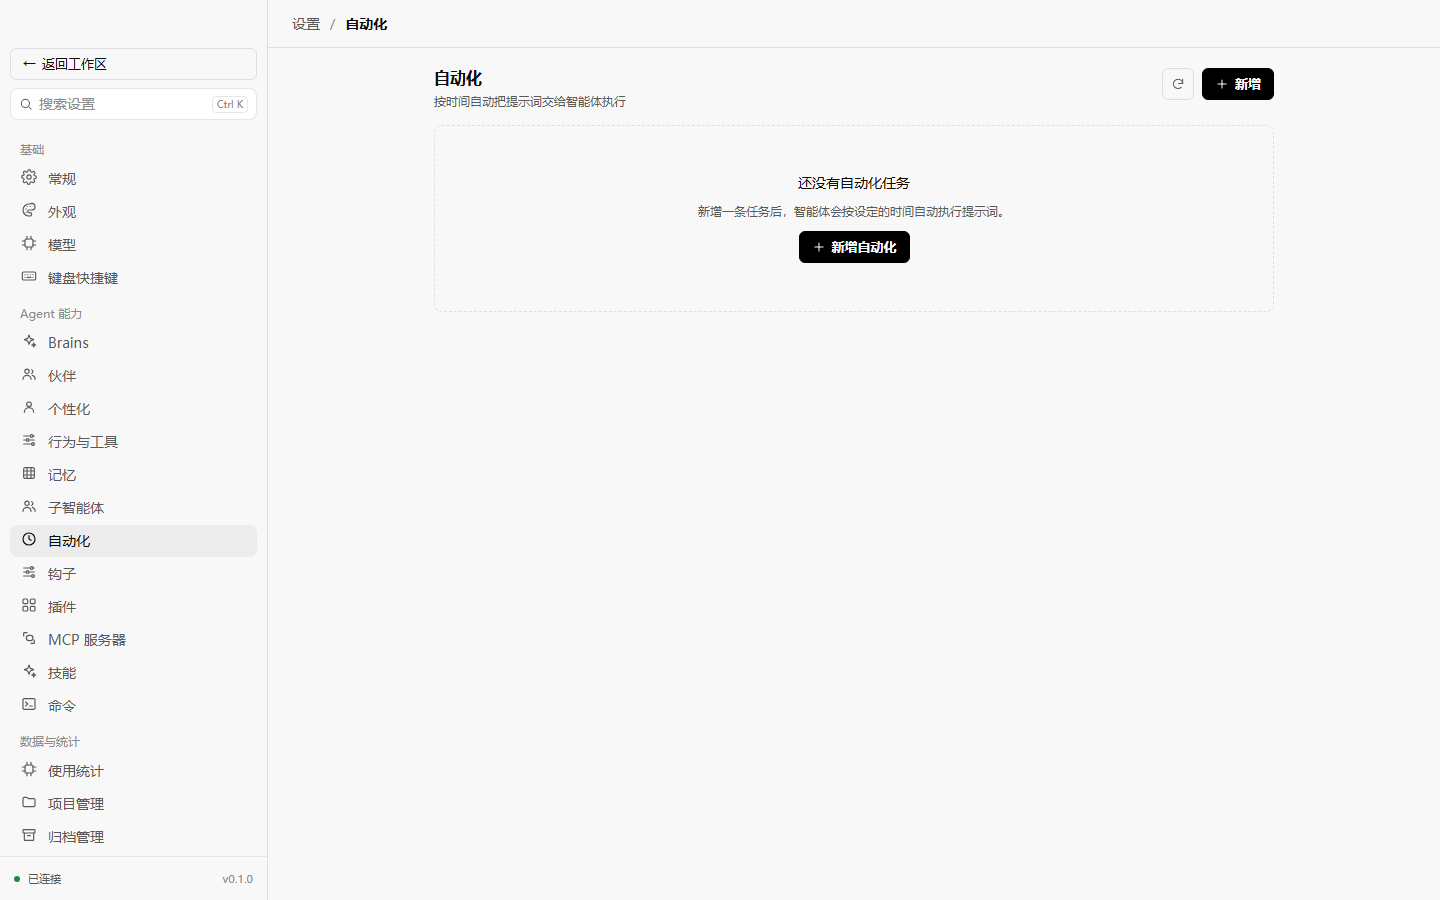 ← 返回工作区
搜索设置 Ctrl K
基础
常规
外观
模型
键盘快捷键
Agent 能力
Brains
伙伴
个性化
行为与工具
记忆
子智能体
自动化
钩子
插件
MCP 服务器
技能
命令
数据与统计
使用统计
项目管理
归档管理
已连接 v0.1.0
设置 / 自动化
自动化
按时间自动把提示词交给智能体执行
+ 新增
还没有自动化任务
新增一条任务后，智能体会按设定的时间自动执行提示词。
+ 新增自动化